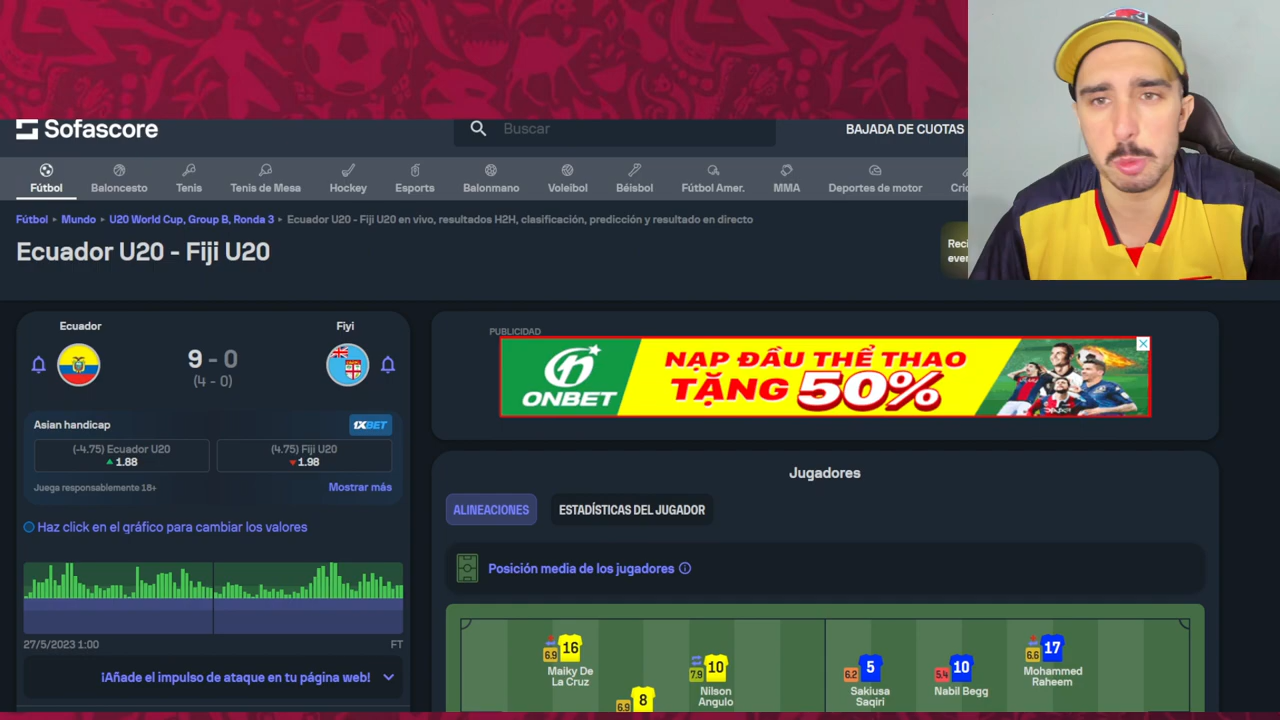 Sofascore
Buscar
BAJADA DE CUOTAS
Fútbol
Baloncesto
Tenis
Tenis de Mesa
Hockey
Esports
Balonmano
Voleibol
Béisbol
Fútbol Amer.
MMA
Deportes de motor
Fútbol ▸ Mundo ▸ U20 World Cup, Group B, Ronda 3 ▸ Ecuador U20 - Fiji U20 en vivo, resultados H2H, clasificación, predicción y resultado en directo
Ecuador U20 - Fiji U20
Ecuador
Fiyi
9 - 0
(4 - 0)
Asian handicap
1XBET
(-4.75) Ecuador U20
1.88
(4.75) Fiji U20
1.98
Juega responsablemente 18+
Mostrar más
Haz click en el gráfico para cambiar los valores
27/5/2023 1:00
FT
¡Añade el impulso de ataque en tu página web!
PUBLICIDAD
ONBET
NẠP ĐẦU THỂ THAO
TẶNG 50%
Jugadores
ALINEACIONES
ESTADÍSTICAS DEL JUGADOR
Posición media de los jugadores
16
6.9
Maiky De
La Cruz
10
7.9
Nilson
Angulo
8
6.9
5
6.2
Sakiusa
Saqiri
10
5.4
Nabil Begg
17
6.6
Mohammed
Raheem